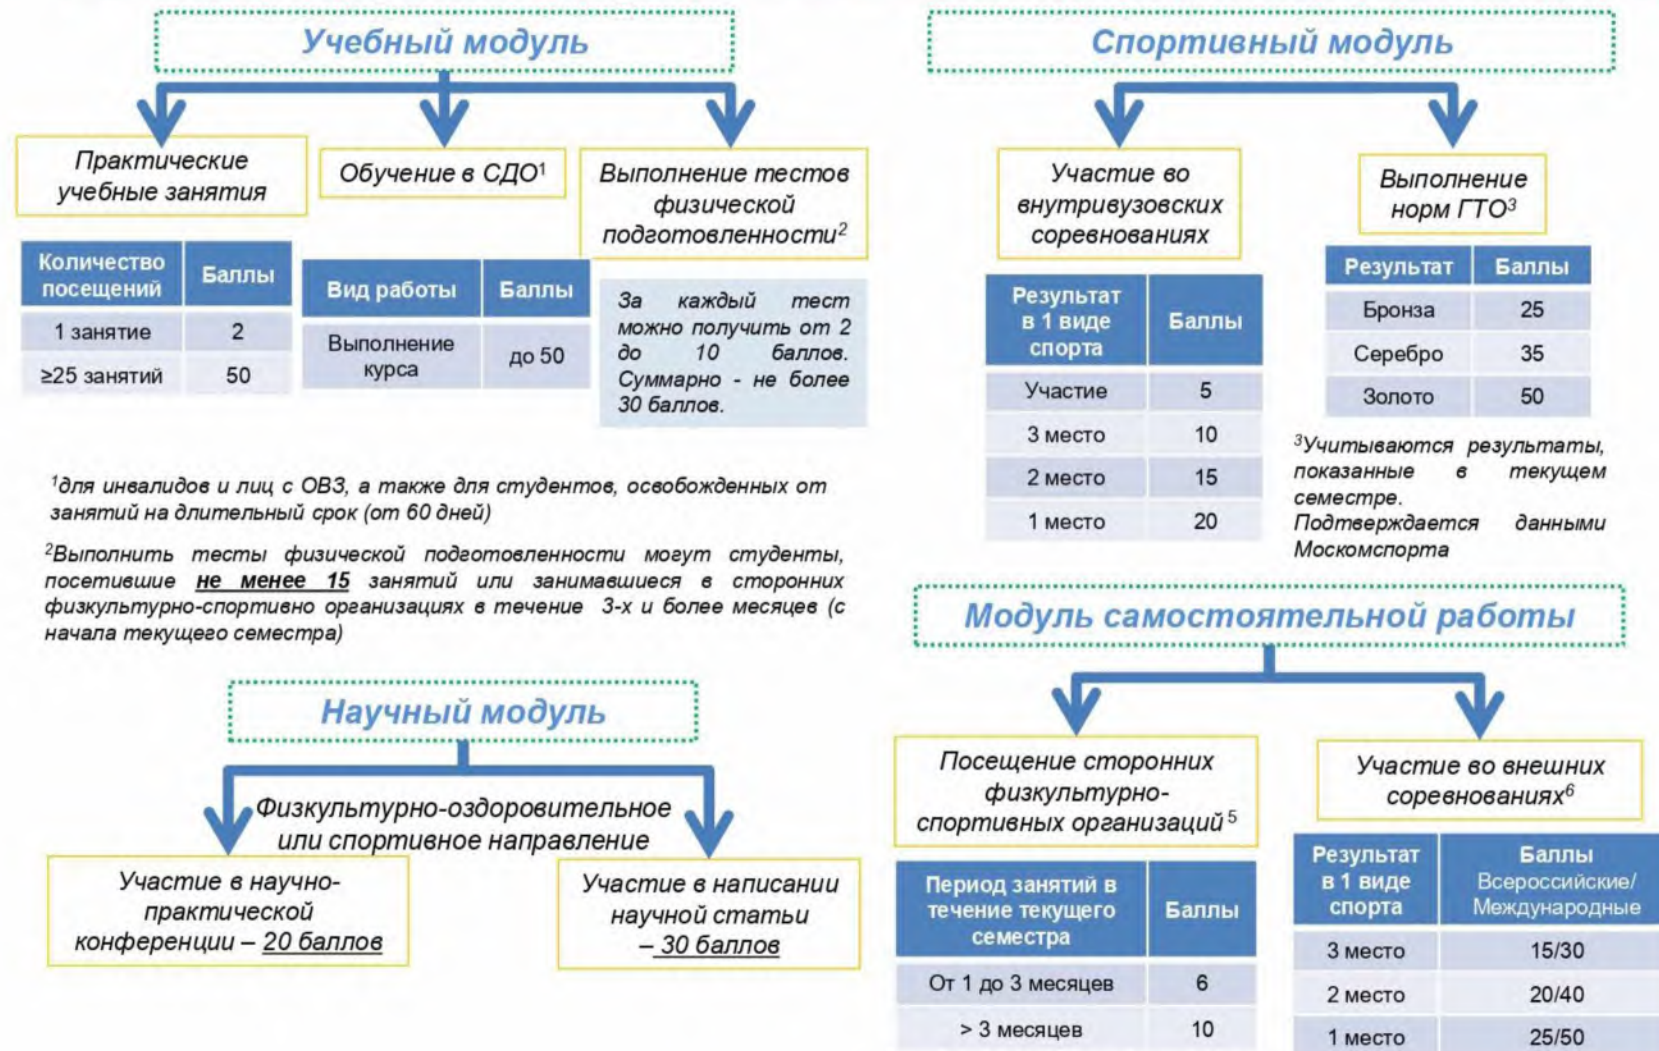 Учебный модуль
Практические
учебные занятия
Обучение в СДО¹
Выполнение тестов
физической
подготовленности²
Количество
посещений
Баллы
1 занятие
2
≥25 занятий
50
Вид работы
Баллы
Выполнение
курса
до 50
За каждый тест
можно получить от 2
до 10 баллов.
Суммарно - не более
30 баллов.
¹для инвалидов и лиц с ОВЗ, а также для студентов, освобожденных от
занятий на длительный срок (от 60 дней)
²Выполнить тесты физической подготовленности могут студенты,
посетившие не менее 15 занятий или занимавшиеся в сторонних
физкультурно-спортивно организациях в течение 3-х и более месяцев (с
начала текущего семестра)
Спортивный модуль
Участие во
внутривузовских
соревнованиях
Выполнение
норм ГТО³
Результат
в 1 виде
спорта
Баллы
Участие
5
3 место
10
2 место
15
1 место
20
Результат
Баллы
Бронза
25
Серебро
35
Золото
50
³Учитываются результаты,
показанные в текущем
семестре.
Подтверждается данными
Москомспорта
Научный модуль
Физкультурно-оздоровительное
или спортивное направление
Участие в научно-
практической
конференции – 20 баллов
Участие в написании
научной статьи
– 30 баллов
Модуль самостоятельной работы
Посещение сторонних
физкультурно-
спортивных организаций ⁵
Участие во внешних
соревнованиях⁶
Период занятий в
течение текущего
семестра
Баллы
От 1 до 3 месяцев
6
> 3 месяцев
10
Результат
в 1 виде
спорта
Баллы
Всероссийские/
Международные
3 место
15/30
2 место
20/40
1 место
25/50